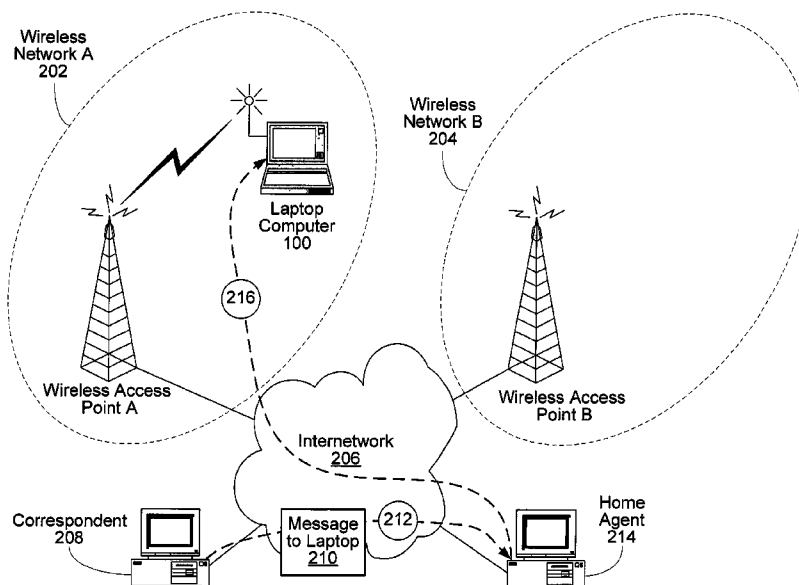 Wireless
Network A
202
Wireless
Network B
204
Laptop
Computer
100
216
Wireless Access
Point A
Wireless Access
Point B
Internetwork
206
Correspondent
208
Message
to Laptop
210
212
Home
Agent
214